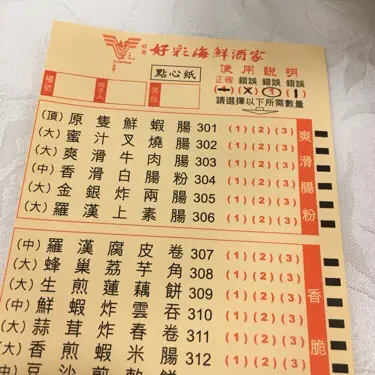 好彩海鮮酒家
點心紙
使用說明
正確 錯誤 錯誤 錯誤
請選擇以下所需數量
檯號
茶位
爽滑腸粉
(頂) 原隻鮮蝦腸 301 (1) (2) (3)
(大) 蜜汁叉燒腸 302 (1) (2) (3)
(大) 爽滑牛肉腸 303 (1) (2) (3)
(中) 香滑白腸粉 304 (1) (2) (3)
(大) 金銀炸兩腸 305 (1) (2) (3)
(大) 羅漢上素腸 306 (1) (2) (3)
香脆
(中) 羅漢腐皮卷 307 (1) (2) (3)
(大) 蜂巢荔芋角 308 (1) (2) (3)
(大) 生煎蓮藕餅 309 (1) (2) (3)
(中) 鮮蝦炸雲吞 310 (1) (2) (3)
(大) 蒜茸炸春卷 311 (1) (2) (3)
(大) 香煎蝦米腸 312 (1) (2) (3)